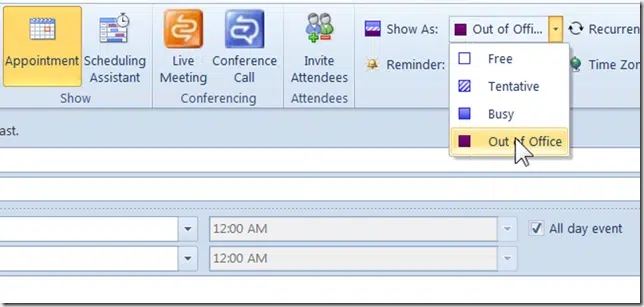 Appointment
Scheduling
Assistant
Show
Live
Meeting
Conference
Call
Conferencing
Invite
Attendees
Attendees
Show As:
Out of Offi...
Recurren
Reminder:
Time Zon
Free
Tentative
Busy
Out of Office
ast.
12:00 AM
All day event
12:00 AM